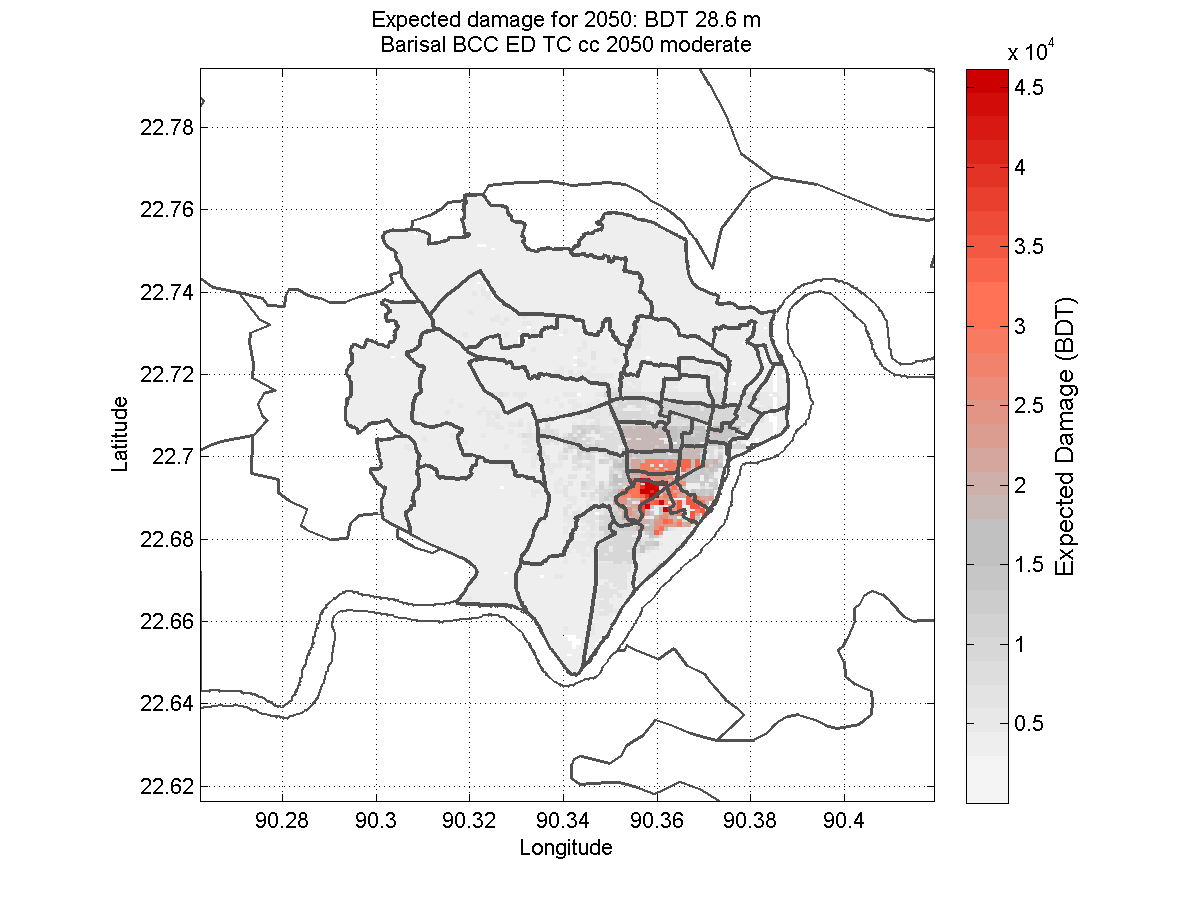 Expected damage for 2050: BDT 28.6 m
Barisal BCC ED TC cc 2050 moderate
x 10^4
4.5
4
3.5
3
2.5
2
1.5
1
0.5
Expected Damage (BDT)
22.78
22.76
22.74
22.72
22.7
22.68
22.66
22.64
22.62
Latitude
90.28 90.3 90.32 90.34 90.36 90.38 90.4
Longitude